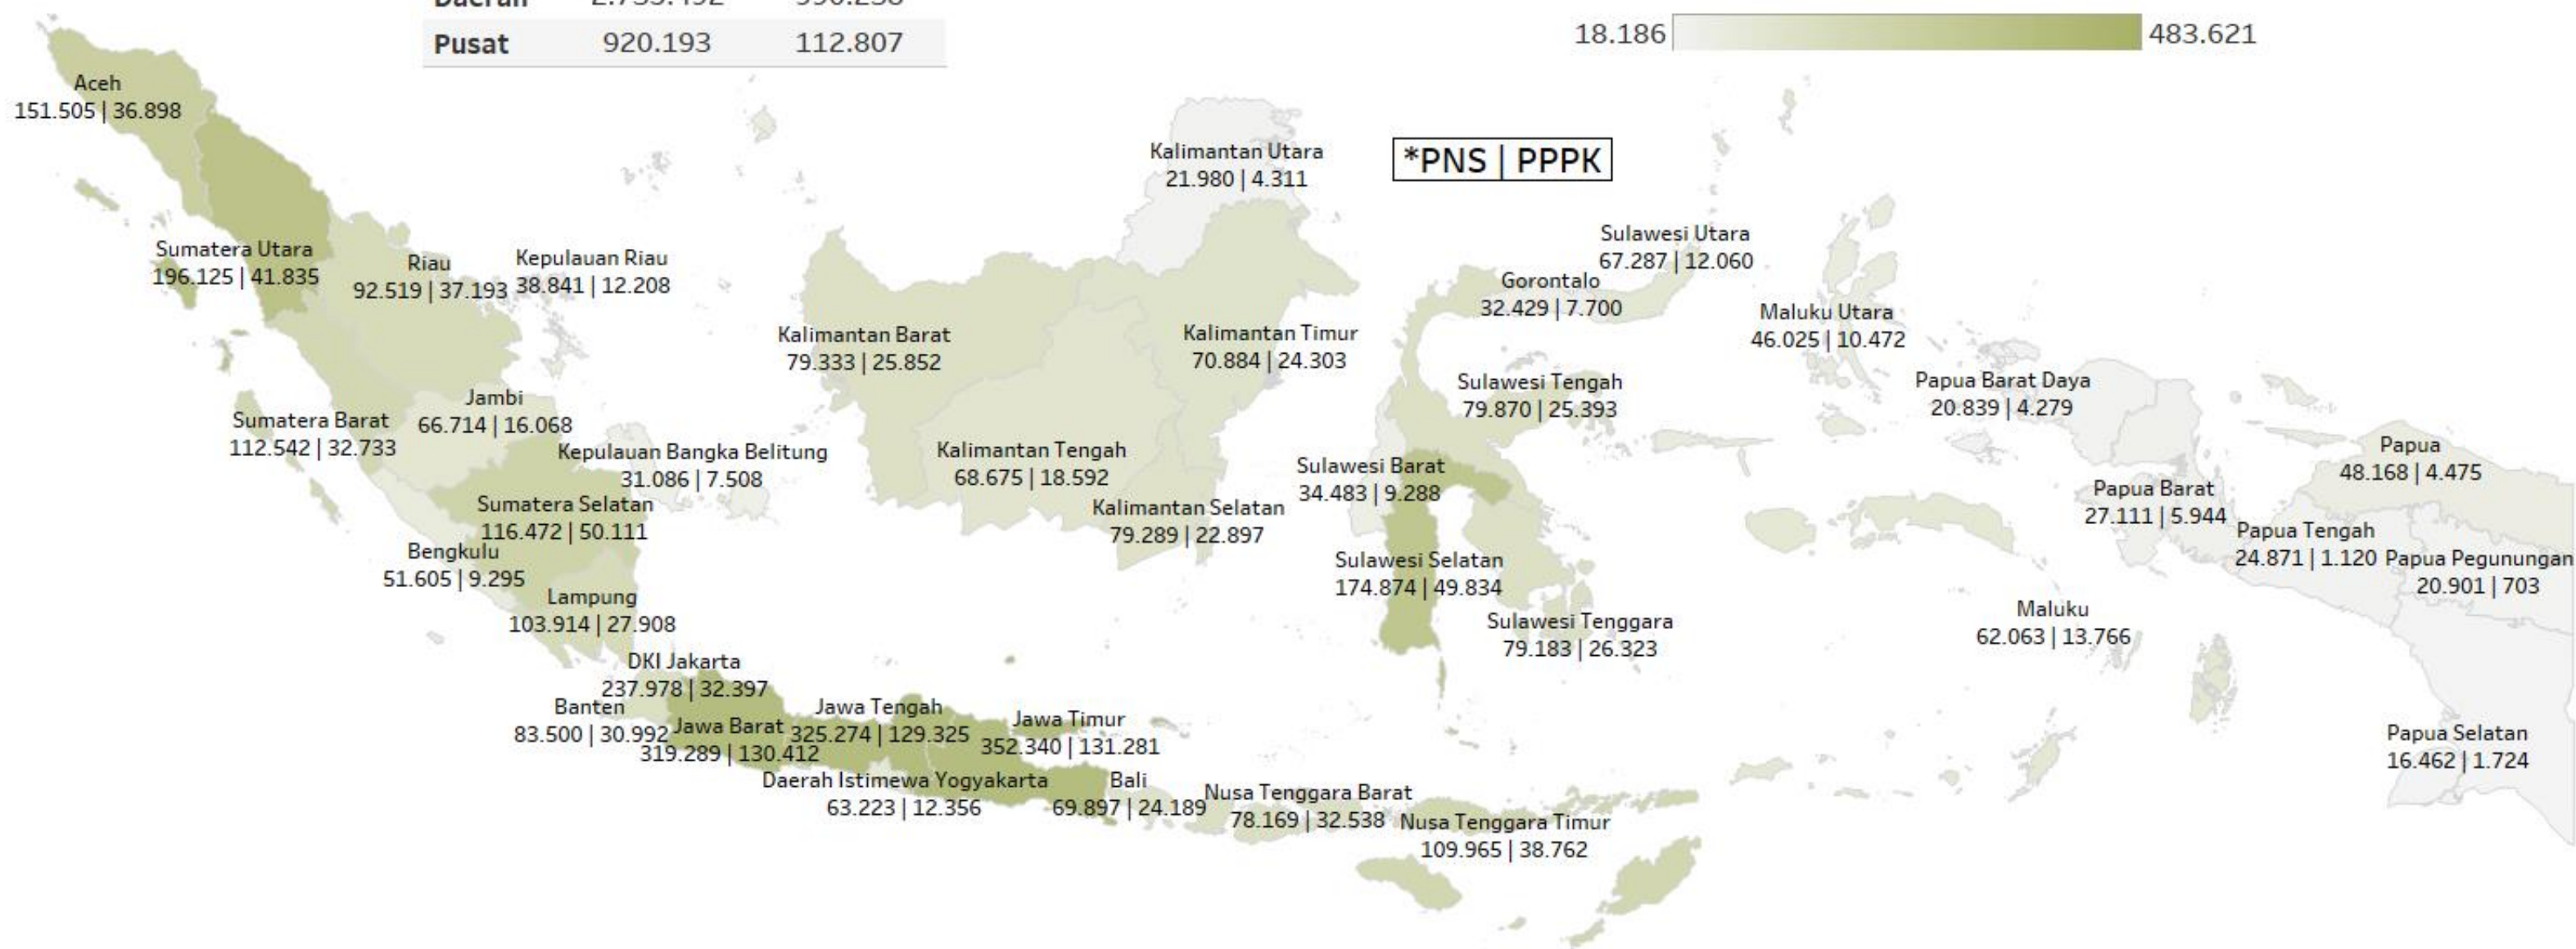 Daerah
Pusat 920.193 112.807
18.186 483.621
*PNS | PPPK
Aceh
151.505 | 36.898
Sumatera Utara
196.125 | 41.835
Riau
92.519 | 37.193
Kepulauan Riau
38.841 | 12.208
Kalimantan Utara
21.980 | 4.311
Sulawesi Utara
67.287 | 12.060
Gorontalo
32.429 | 7.700
Maluku Utara
46.025 | 10.472
Kalimantan Barat
79.333 | 25.852
Kalimantan Timur
70.884 | 24.303
Sulawesi Tengah
79.870 | 25.393
Papua Barat Daya
20.839 | 4.279
Jambi
66.714 | 16.068
Sumatera Barat
112.542 | 32.733
Kepulauan Bangka Belitung
31.086 | 7.508
Kalimantan Tengah
68.675 | 18.592
Sulawesi Barat
34.483 | 9.288
Papua
48.168 | 4.475
Sumatera Selatan
116.472 | 50.111
Kalimantan Selatan
79.289 | 22.897
Papua Barat
27.111 | 5.944
Papua Tengah
24.871 | 1.120
Papua Pegunungan
20.901 | 703
Bengkulu
51.605 | 9.295
Sulawesi Selatan
174.874 | 49.834
Lampung
103.914 | 27.908
Sulawesi Tenggara
79.183 | 26.323
Maluku
62.063 | 13.766
DKI Jakarta
237.978 | 32.397
Banten
83.500 | 30.992
Jawa Barat
319.289 | 130.412
Jawa Tengah
325.274 | 129.325
Jawa Timur
352.340 | 131.281
Papua Selatan
16.462 | 1.724
Daerah Istimewa Yogyakarta
63.223 | 12.356
Bali
69.897 | 24.189
Nusa Tenggara Barat
78.169 | 32.538
Nusa Tenggara Timur
109.965 | 38.762